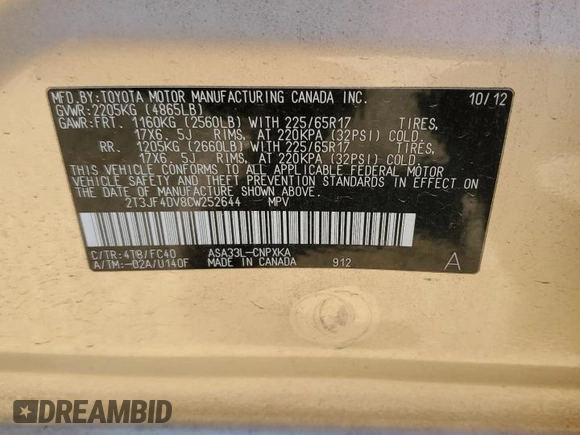 MFD.BY:TOYOTA MOTOR MANUFACTURING CANADA INC. 10/12
GVWR:2205KG (4865LB)
GAWR:FRT. 1160KG (2560LB) WITH 225/65R17 TIRES,
17X6.5J RIMS, AT 220KPA (32PSI) COLD.
RR. 1205KG (2660LB) WITH 225/65R17 TIRES,
17X6.5J RIMS, AT 220KPA (32PSI) COLD.
THIS VEHICLE CONFORMS TO ALL APPLICABLE FEDERAL MOTOR
VEHICLE SAFETY AND THEFT PREVENTION STANDARDS IN EFFECT
ON THE DATE OF MANUFACTURE SHOWN ABOVE.
2T3JF4DV8CW252644 MPV
C/TR:4T8/FC40 ASA33L-CNPXKA
A/TM:-02A/U140F MADE IN CANADA 912 A
DREAMBID